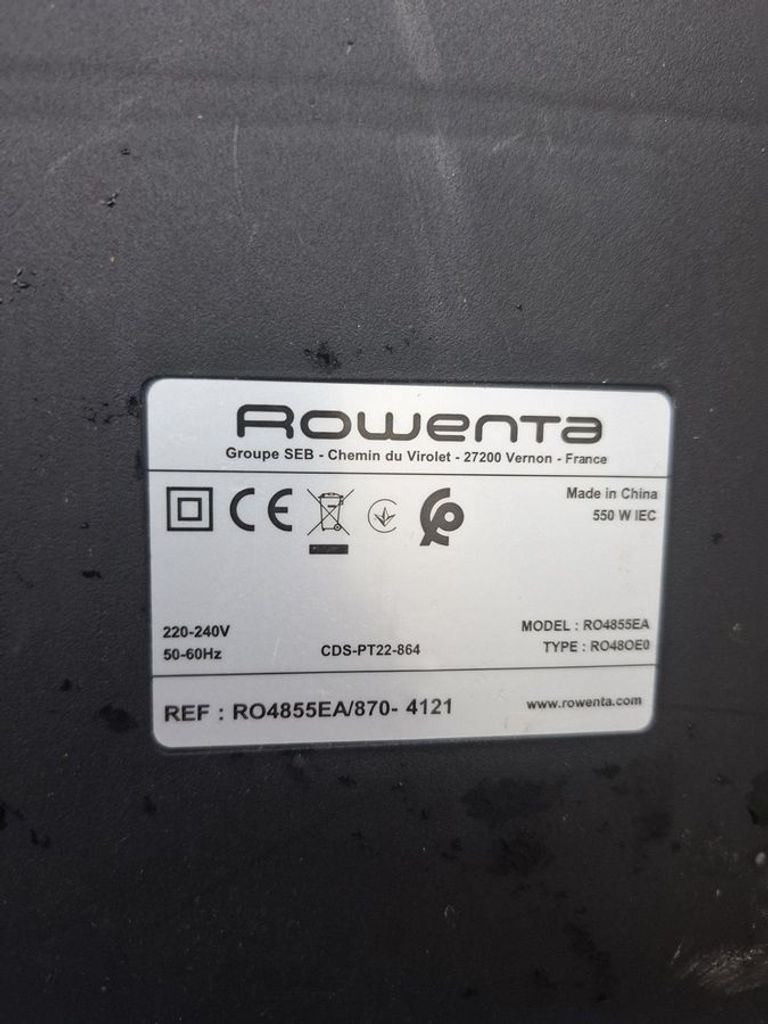 Rowenta
Groupe SEB - Chemin du Virolet - 27200 Vernon - France
CE
Made in China
550 W IEC
220-240V
50-60Hz
CDS-PT22-864
MODEL : RO4855EA
TYPE : RO48OE0
REF : RO4855EA/870- 4121
www.rowenta.com